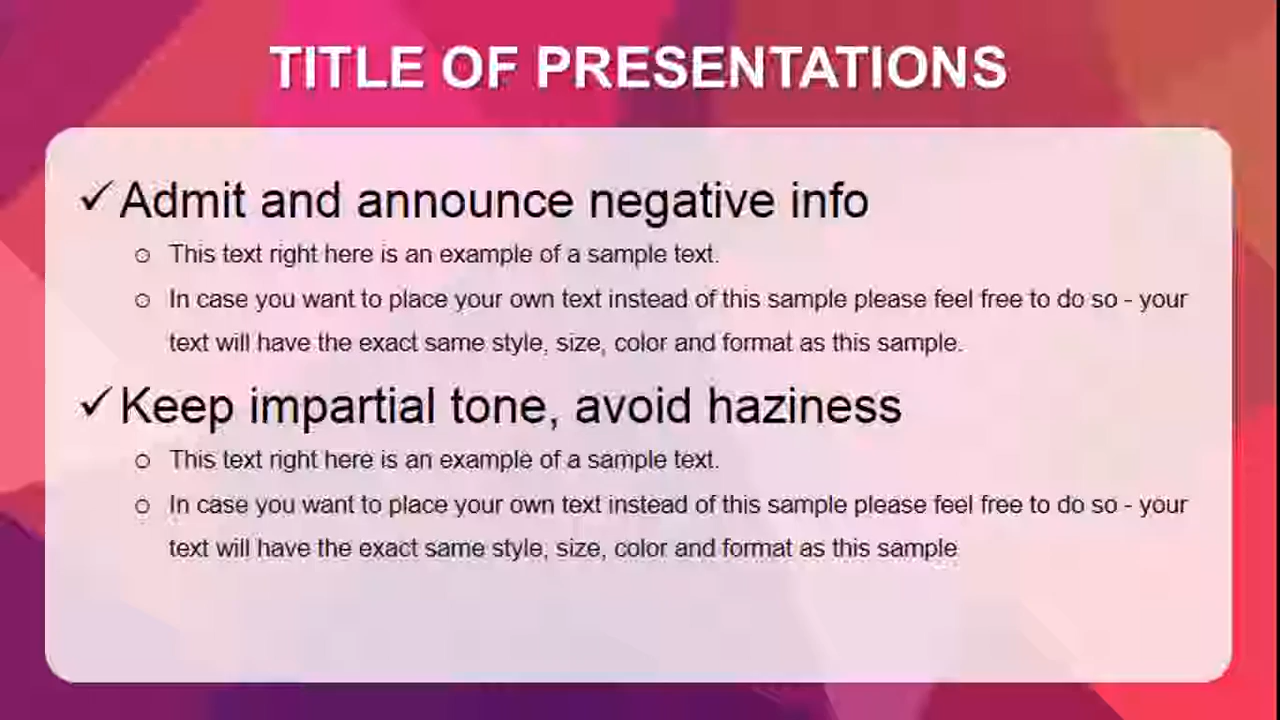 TITLE OF PRESENTATIONS
✓Admit and announce negative info
○ This text right here is an example of a sample text.
○ In case you want to place your own text instead of this sample please feel free to do so - your
text will have the exact same style, size, color and format as this sample.
✓Keep impartial tone, avoid haziness
○ This text right here is an example of a sample text.
○ In case you want to place your own text instead of this sample please feel free to do so - your
text will have the exact same style, size, color and format as this sample